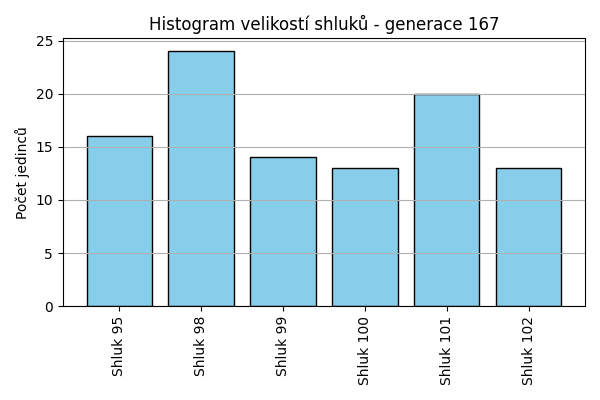 Histogram velikostí shluků - generace 167
25
20
15
10
5
0
Počet jedinců
Shluk 95
Shluk 98
Shluk 99
Shluk 100
Shluk 101
Shluk 102